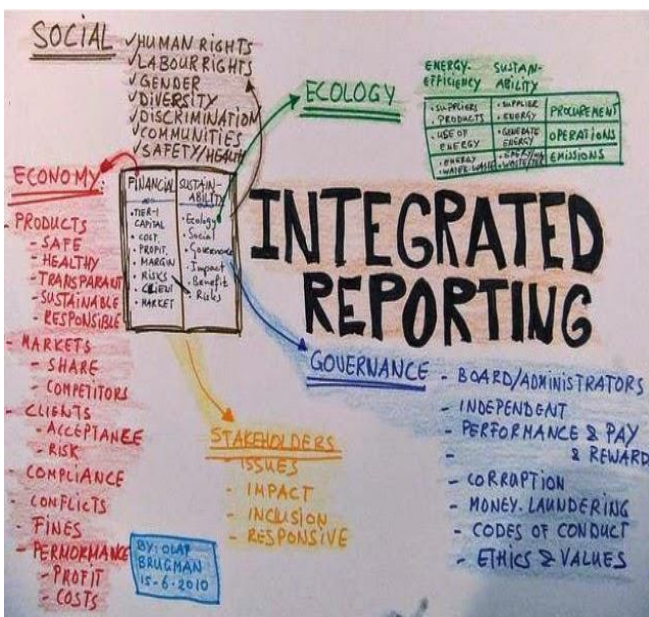 SOCIAL
✓HUMAN RIGHTS
✓LABOUR RIGHTS
✓GENDER
✓DIVERSITY
✓DISCRIMINATION
✓COMMUNITIES
✓SAFETY/HEALTH
ECOLOGY
ENERGY-
EFFICIENCY
SUSTAIN-
ABILITY
• SUPPLIERS
PRODUCTS
• SUPPLIER
• ENERGY
PROCUREMENT
• USE OF
ENERGY
• GENERATE
ENERGY
OPERATIONS
• ENERGY
WATER-WASTE
EMISSIONS
ECONOMY:
- PRODUCTS
- SAFE
- HEALTHY
- TRANSPARANT
- SUSTAINABLE
- RESPONSIBLE
- MARKETS
- SHARE
- COMPETITORS
- CLIENTS
- ACCEPTANCE
- RISK
- COMPLIANCE
- CONFLICTS
- FINES
- PERMORMANCE
- PROFIT
- COSTS
FINANCIAL
• TIER-1
CAPITAL
• COST
• PROFIT,
• MARGIN
• RISKS
• CLIENT
• MARKET
SUSTAIN-
ABILITY
• Ecology
• Social
• Governance
• Impact
• Benefit
• Risks
INTEGRATED
REPORTING
GOVERNANCE
- BOARD/ADMINISTRATORS
- INDEPENDENT
- PERFORMANCE & PAY
- & REWARD
- CORRUPTION
- MONEY LAUNDERING
- CODES OF CONDUCT
- ETHICS & VALUES
STAKEHOLDERS
- ISSUES
- IMPACT
- INCLUSION
- RESPONSIVE
BY: OLAF
BRUGMAN
15-6-2010